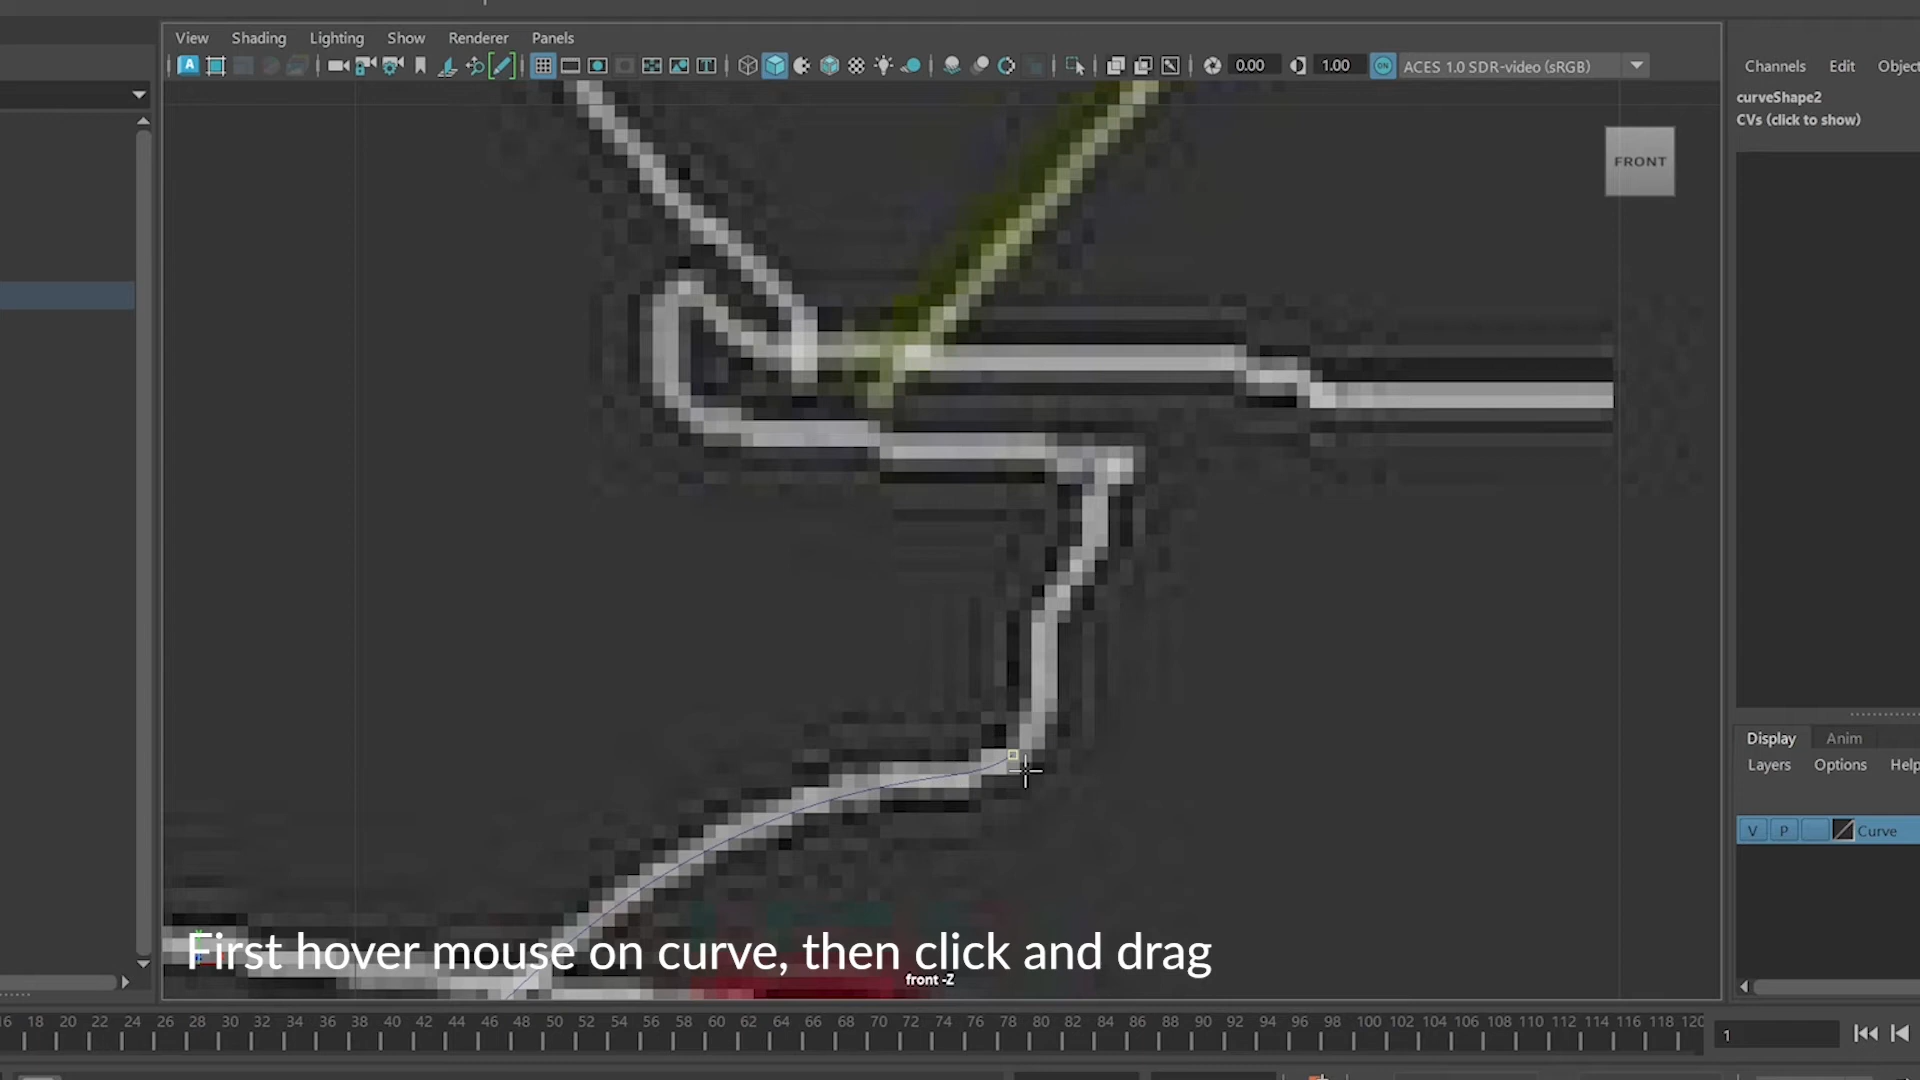 View Shading Lighting Show Renderer Panels
0.00 1.00 ON ACES 1.0 SDR-video (sRGB)
Channels Edit Object
curveShape2
CVs (click to show)
FRONT
Display Anim
Layers Options Help
V P Curve
First hover mouse on curve, then click and drag
front -Z
16 18 20 22 24 26 28 30 32 34 36 38 40 42 44 46 48 50 52 54 56 58 60 62 64 66 68 70 72 74 76 78 80 82 84 86 88 90 92 94 96 98 100 102 104 106 108 110 112 114 116 118 120
1